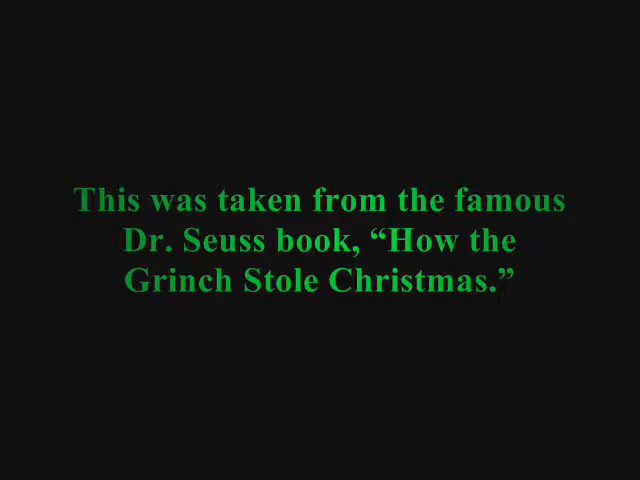 This was taken from the famous
Dr. Seuss book, “How the
Grinch Stole Christmas.”